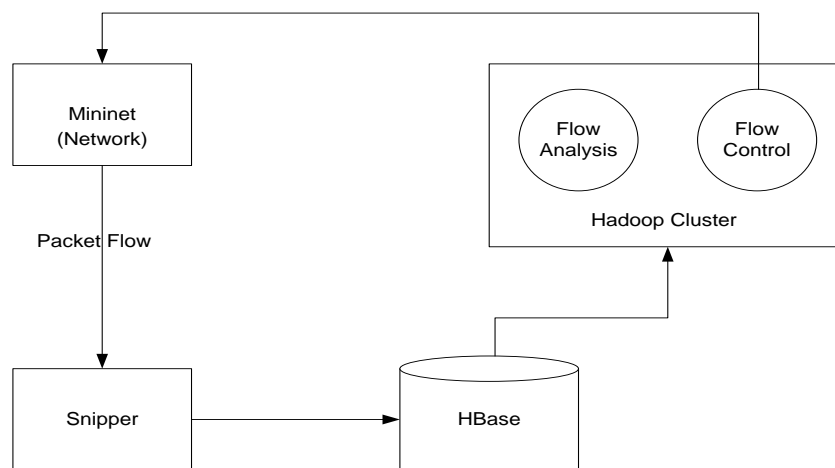 Mininet
(Network)
Flow
Analysis
Flow
Control
Hadoop Cluster
Packet Flow
Snipper
HBase